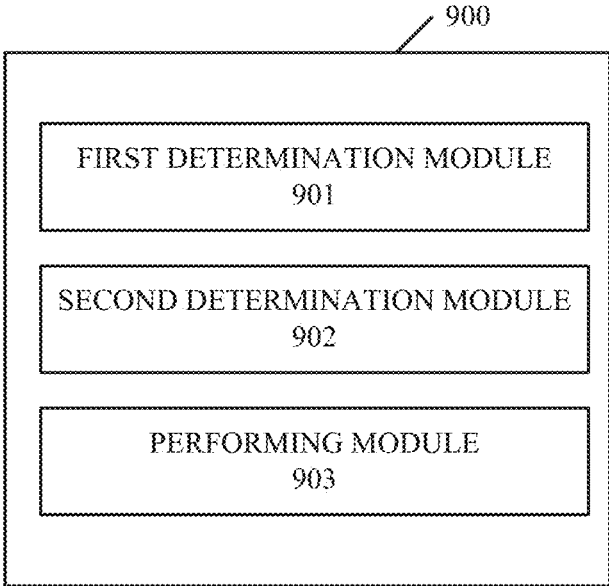 900
FIRST DETERMINATION MODULE
901
SECOND DETERMINATION MODULE
902
PERFORMING MODULE
903